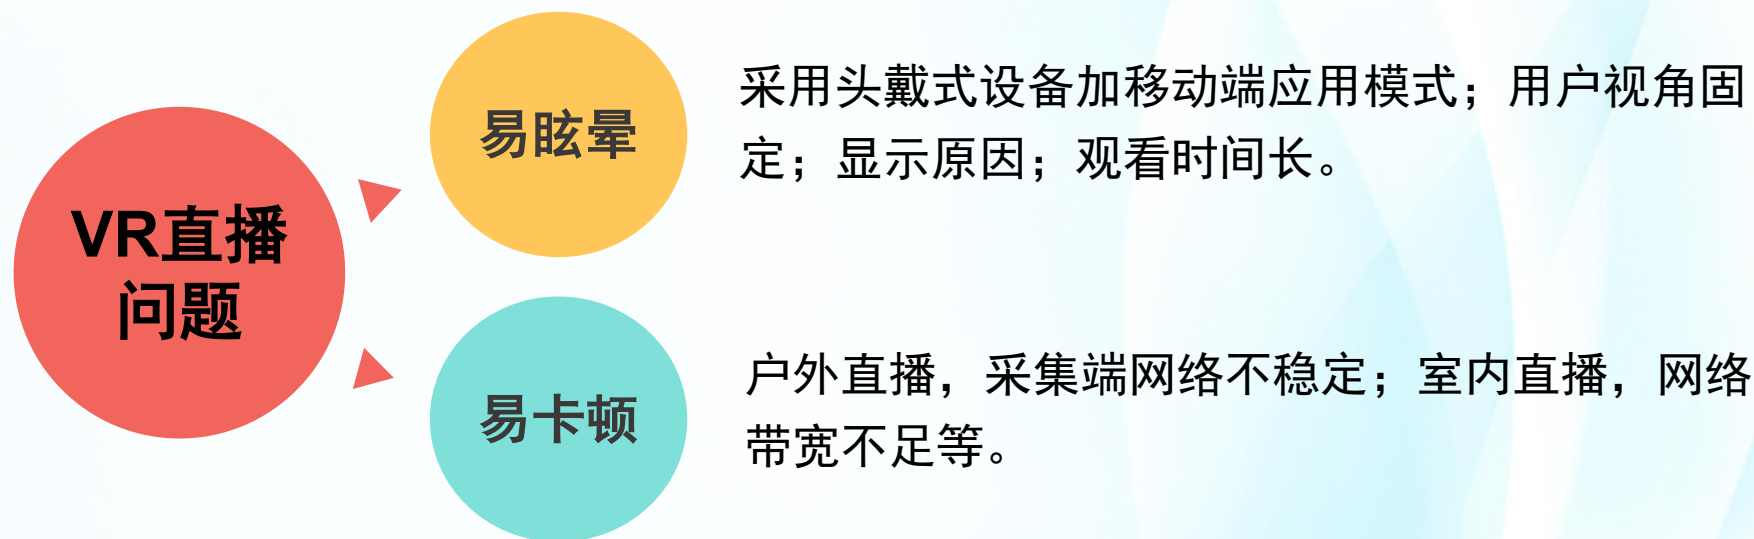 VR直播
问题
易眩晕
采用头戴式设备加移动端应用模式；用户视角固
定；显示原因；观看时间长。
易卡顿
户外直播，采集端网络不稳定；室内直播，网络
带宽不足等。